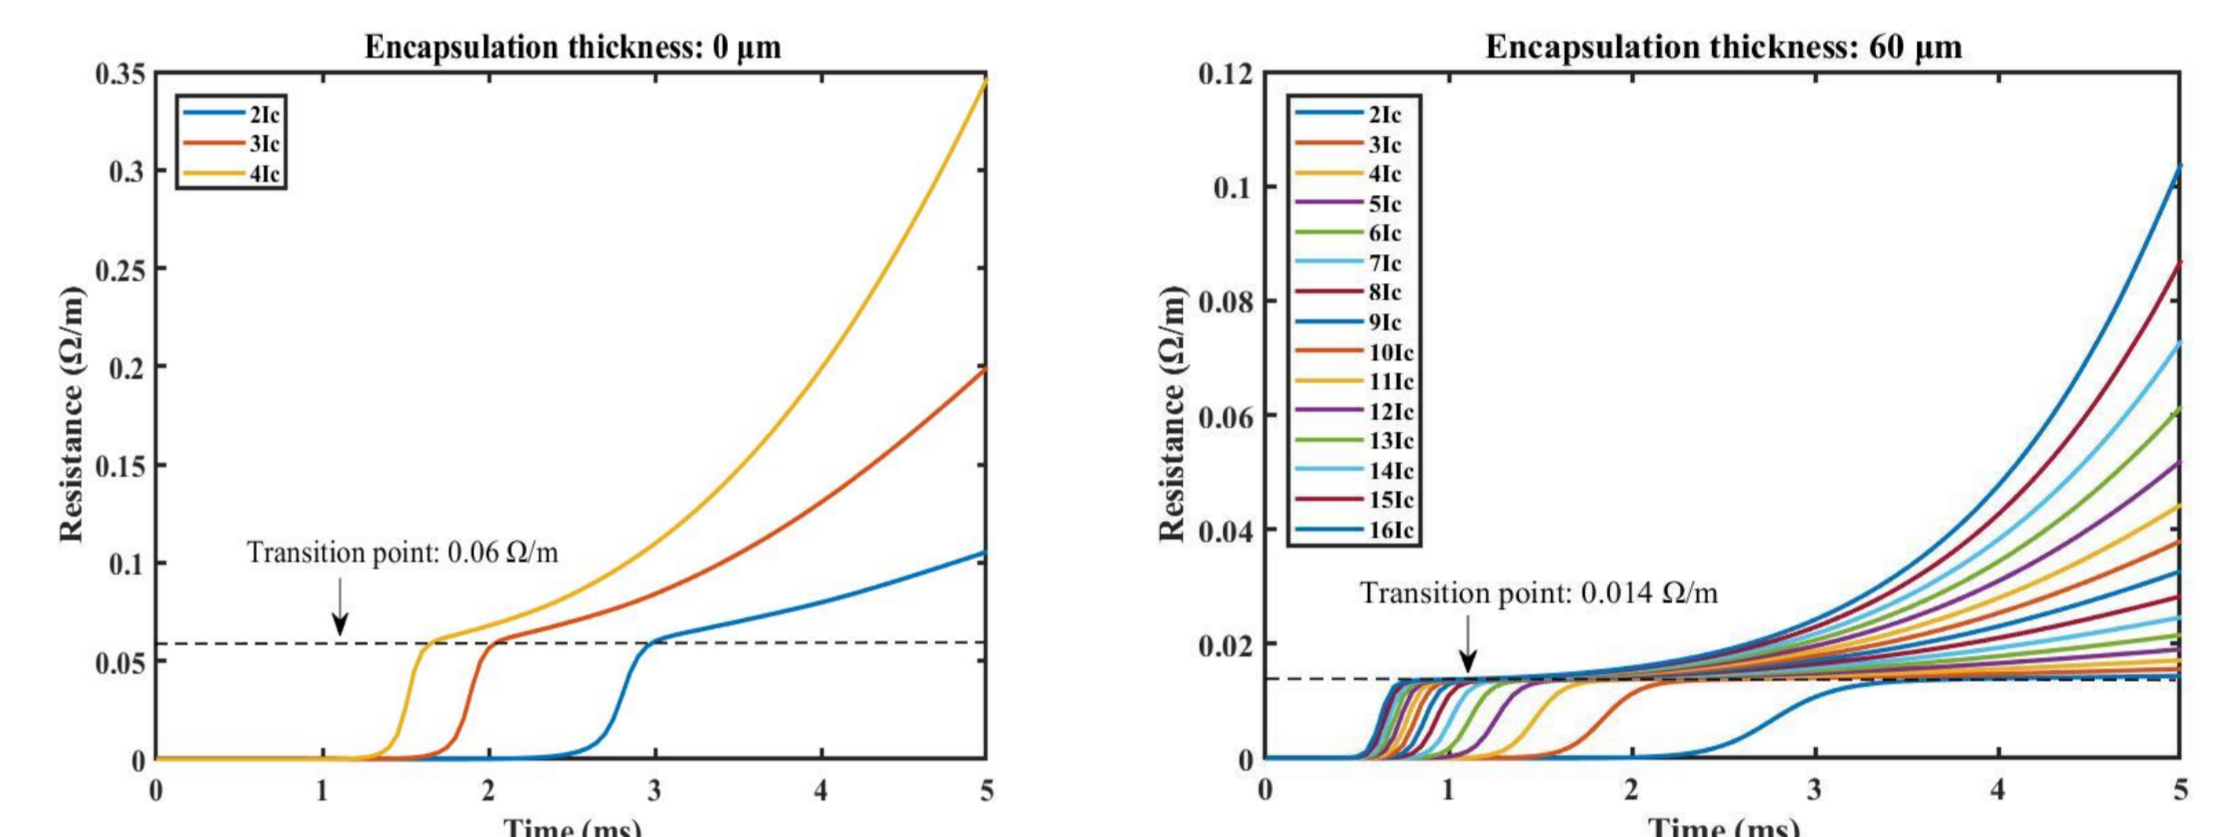 Encapsulation thickness: 0 μm
0.35
0.3
0.25
0.2
0.15
0.1
0.05
0
Resistance (Ω/m)
2Ic
3Ic
4Ic
Transition point: 0.06 Ω/m
0 1 2 3 4 5
Time (ms)
Encapsulation thickness: 60 μm
0.12
0.1
0.08
0.06
0.04
0.02
0
Resistance (Ω/m)
2Ic
3Ic
4Ic
5Ic
6Ic
7Ic
8Ic
9Ic
10Ic
11Ic
12Ic
13Ic
14Ic
15Ic
16Ic
Transition point: 0.014 Ω/m
0 1 2 3 4 5
Time (ms)